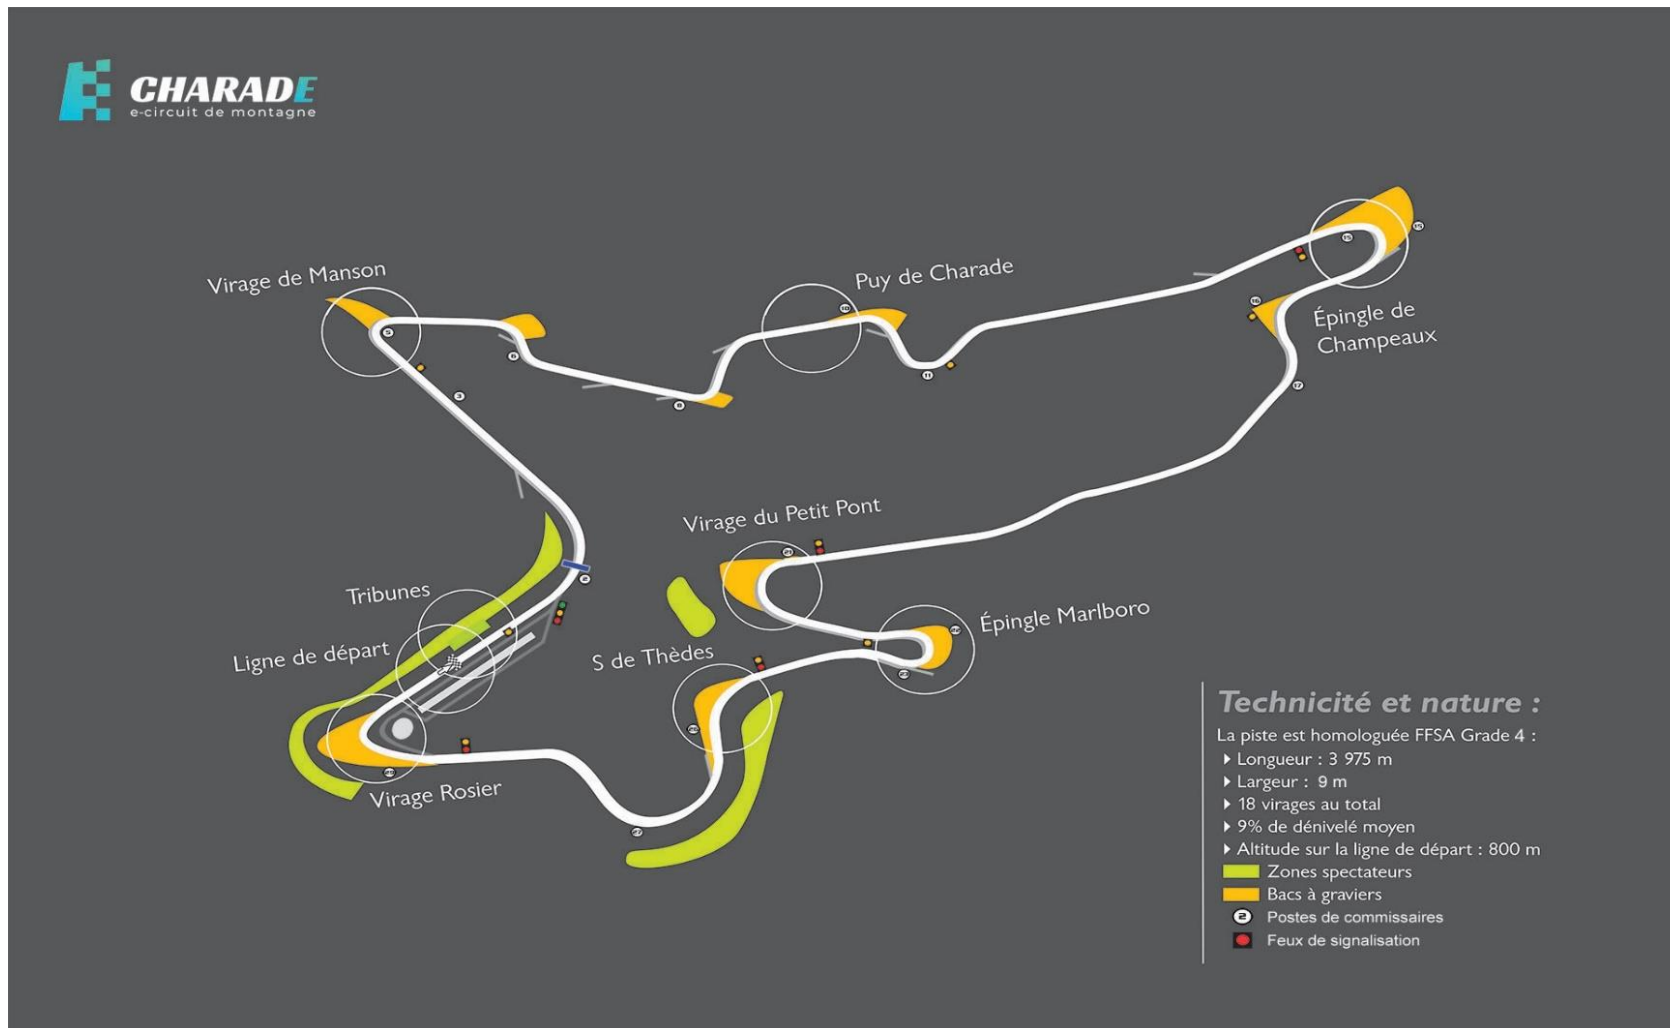 CHARADE
e-circuit de montagne
Virage de Manson
Puy de Charade
Épingle de
Champeaux
Virage du Petit Pont
Tribunes
Épingle Marlboro
Ligne de départ
S de Thèdes
Virage Rosier
Technicité et nature :
La piste est homologuée FFSA Grade 4 :
Longueur : 3 975 m
Largeur : 9 m
18 virages au total
9% de dénivelé moyen
Altitude sur la ligne de départ : 800 m
Zones spectateurs
Bacs à graviers
2 Postes de commissaires
Feux de signalisation